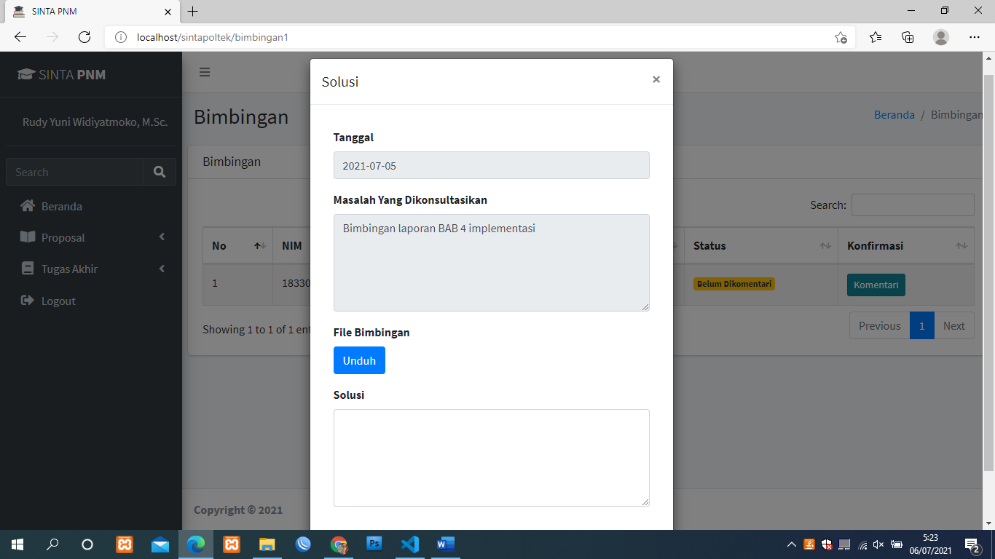 SINTA PNM
localhost/sintapoltek/bimbingan1
SINTA PNM
Rudy Yuni Widiyatmoko, M.Sc.
Search
Beranda
Proposal
Tugas Akhir
Logout
Bimbingan
Beranda / Bimbingan
Bimbingan
Search:
No
NIM
Status
Konfirmasi
1
18330
Belum Dikomentari
Komentari
Showing 1 to 1 of 1 ent
Previous
1
Next
Copyright © 2021
Solusi
×
Tanggal
2021-07-05
Masalah Yang Dikonsultasikan
Bimbingan laporan BAB 4 implementasi
File Bimbingan
Unduh
Solusi
5:23
06/07/2021
2